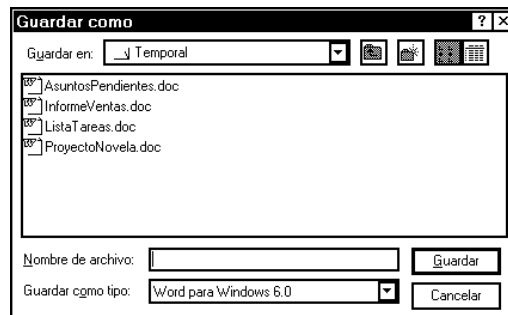 Guardar como
Guardar en: Temporal
AsuntosPendientes.doc
InformeVentas.doc
ListaTareas.doc
ProyectoNovela.doc
Nombre de archivo: Guardar
Guardar como tipo: Word para Windows 6.0 Cancelar